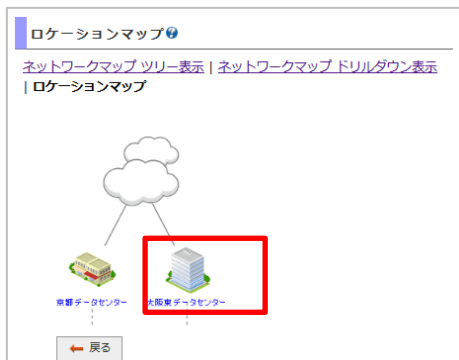 ロケーションマップ?
ネットワークマップ ツリー表示 | ネットワークマップ ドリルダウン表示
| ロケーションマップ
京都データセンター 大阪東データセンター
戻る